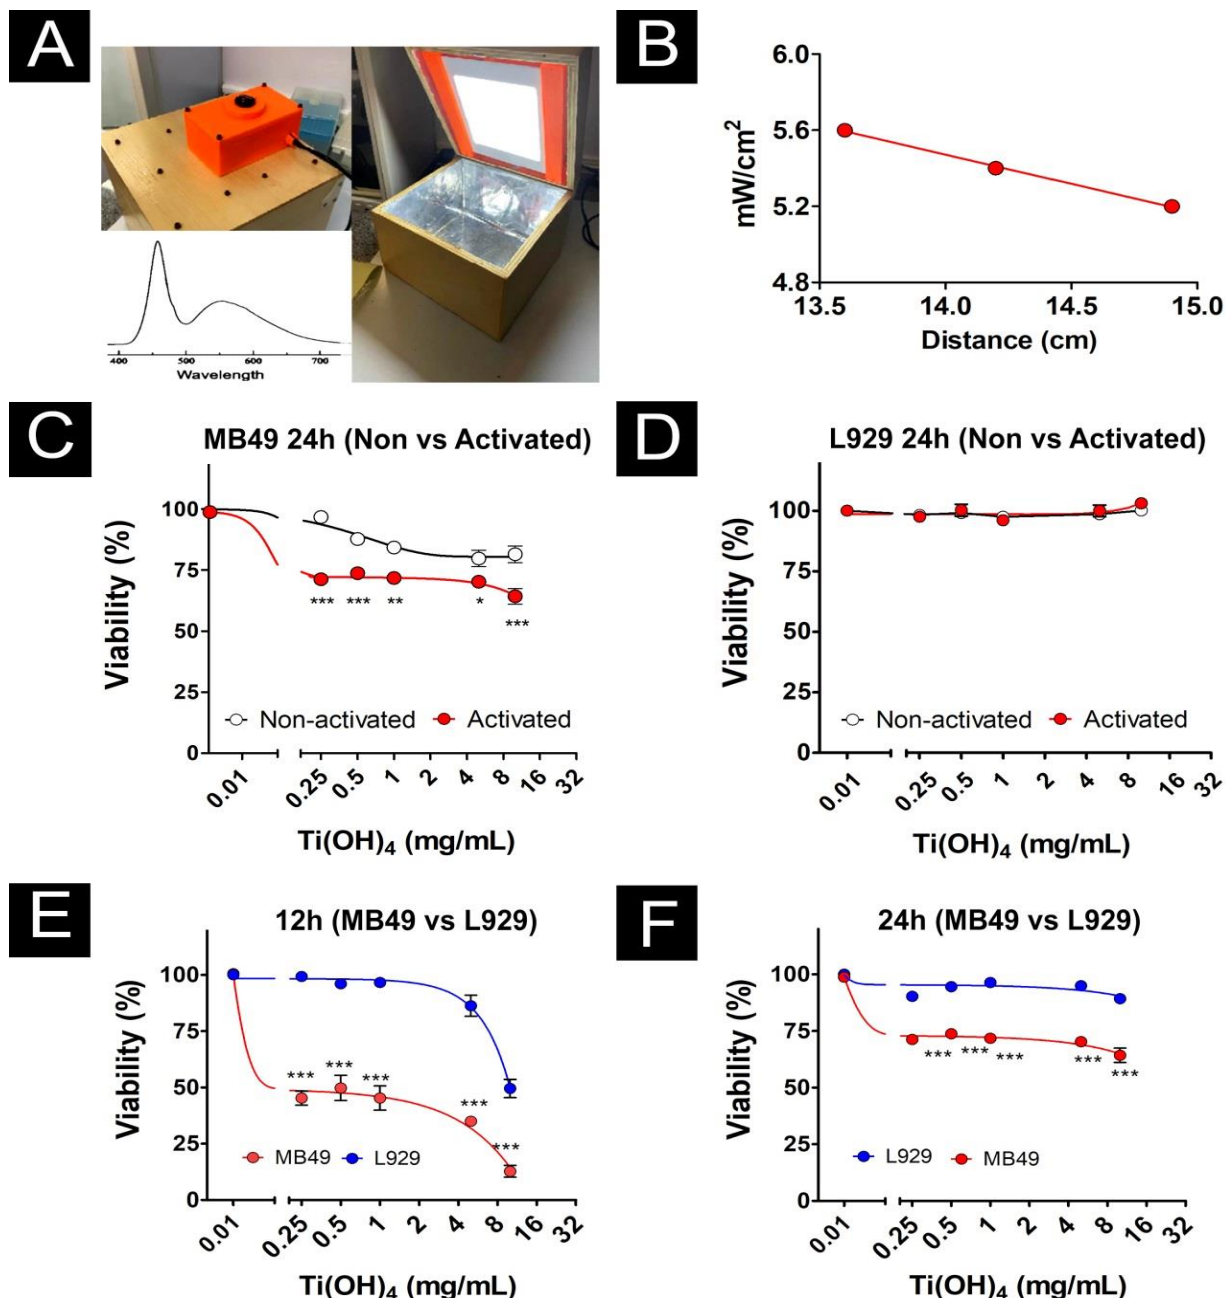 A
400 500 600 700
Wavelength
B
6.0
5.6
5.2
4.8
mW/cm²
13.5 14.0 14.5 15.0
Distance (cm)
C
MB49 24h (Non vs Activated)
100
75
50
25
0
Viability (%)
*** *** ** * ***
Non-activated Activated
0.01 0.25 0.5 1 2 4 8 16 32
Ti(OH)₄ (mg/mL)
D
L929 24h (Non vs Activated)
100
75
50
25
0
Viability (%)
Non-activated Activated
0.01 0.25 0.5 1 2 4 8 16 32
Ti(OH)₄ (mg/mL)
E
12h (MB49 vs L929)
100
75
50
25
0
Viability (%)
*** *** *** *** ***
MB49 L929
0.01 0.25 0.5 1 2 4 8 16 32
Ti(OH)₄ (mg/mL)
F
24h (MB49 vs L929)
100
75
50
25
0
Viability (%)
*** *** *** *** ***
L929 MB49
0.01 0.25 0.5 1 2 4 8 16 32
Ti(OH)₄ (mg/mL)